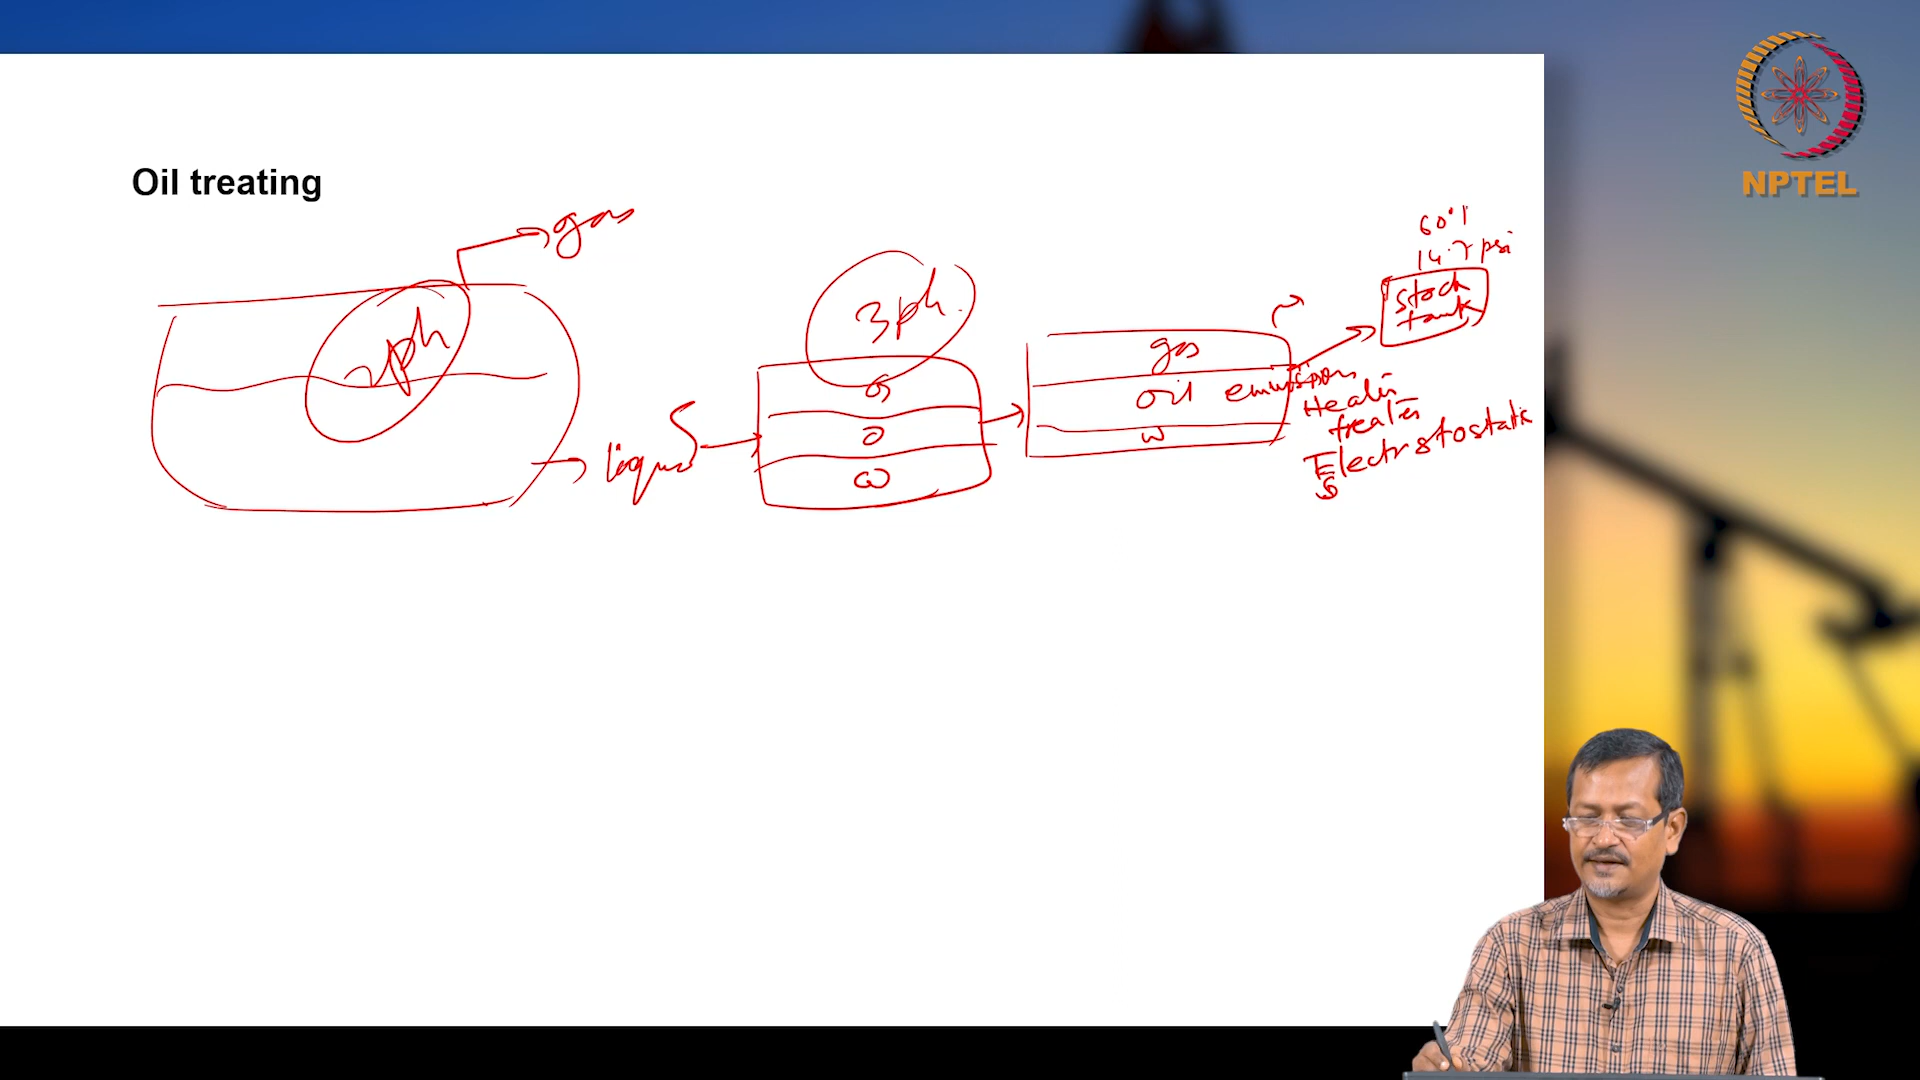 NPTEL
Oil treating
gas
2ph
liquid
3ph.
G
O
W
gas
oil emulsion
w
60°F
14.7 psi
Stock
tank
Heater
treater
Electrostatic